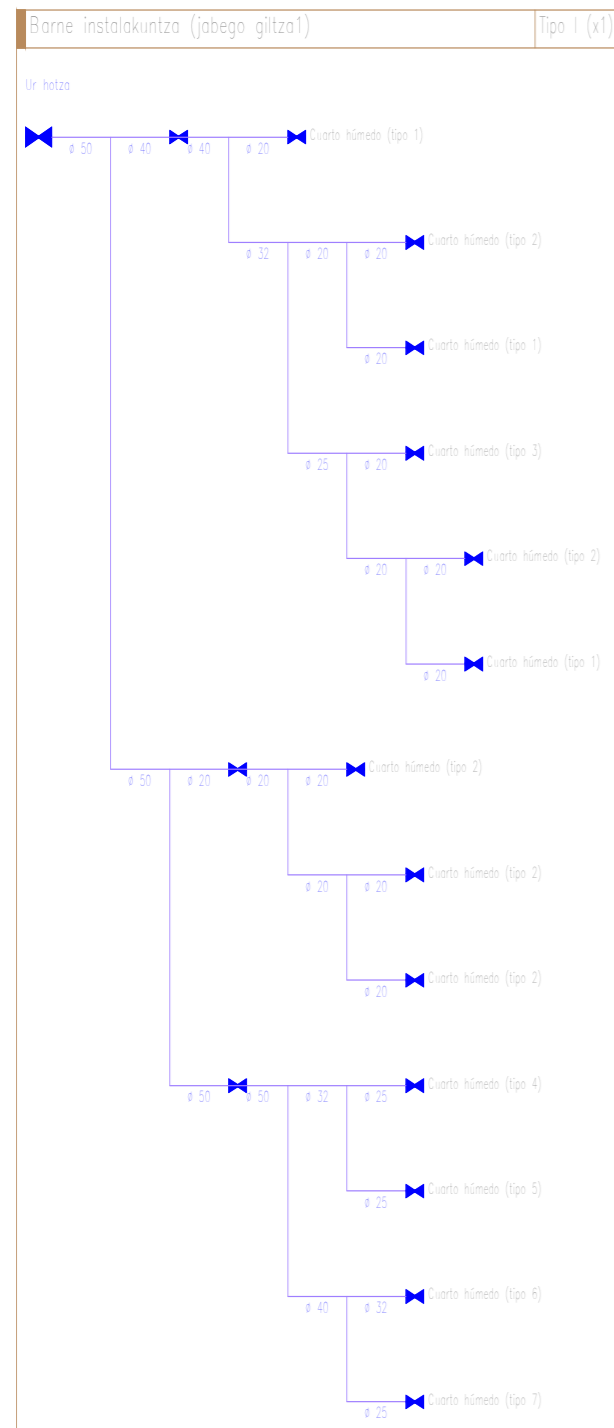 Barne instalakuntza (jabego giltza1) Tipo I (x1)
Ur hotza
Cuarto húmedo (tipo 1)
ø 50 ø 40 ø 40 ø 20
Cuarto húmedo (tipo 2)
ø 32 ø 20 ø 20
Cuarto húmedo (tipo 1)
ø 20
Cuarto húmedo (tipo 3)
ø 25 ø 20
Cuarto húmedo (tipo 2)
ø 20 ø 20
Cuarto húmedo (tipo 1)
ø 20
Cuarto húmedo (tipo 2)
ø 50 ø 20 ø 20 ø 20
Cuarto húmedo (tipo 2)
ø 20 ø 20
Cuarto húmedo (tipo 2)
ø 20
Cuarto húmedo (tipo 4)
ø 50 ø 50 ø 32 ø 25
Cuarto húmedo (tipo 5)
ø 25
Cuarto húmedo (tipo 6)
ø 40 ø 32
Cuarto húmedo (tipo 7)
ø 25